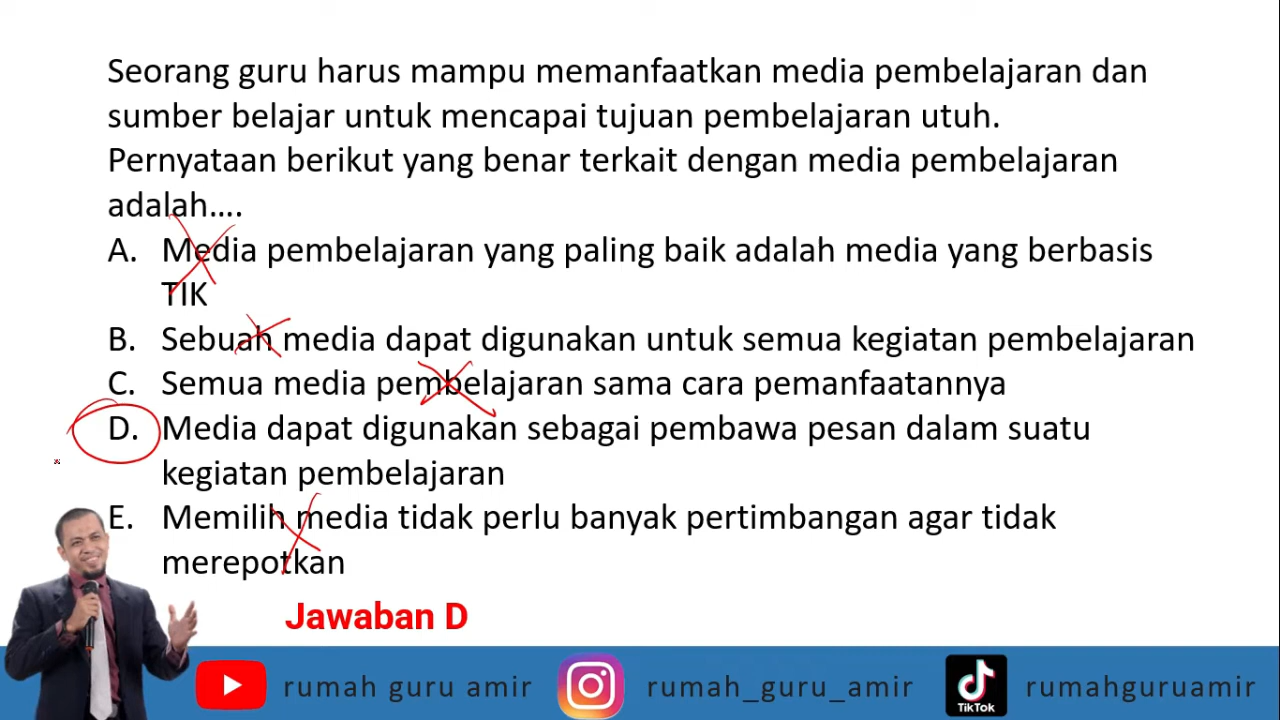 Seorang guru harus mampu memanfaatkan media pembelajaran dan
sumber belajar untuk mencapai tujuan pembelajaran utuh.
Pernyataan berikut yang benar terkait dengan media pembelajaran
adalah....
A. Media pembelajaran yang paling baik adalah media yang berbasis
TIK
B. Sebuah media dapat digunakan untuk semua kegiatan pembelajaran
C. Semua media pembelajaran sama cara pemanfaatannya
D. Media dapat digunakan sebagai pembawa pesan dalam suatu
kegiatan pembelajaran
E. Memilih media tidak perlu banyak pertimbangan agar tidak
merepotkan
Jawaban D
rumah guru amir rumah_guru_amir TikTok rumahguruamir